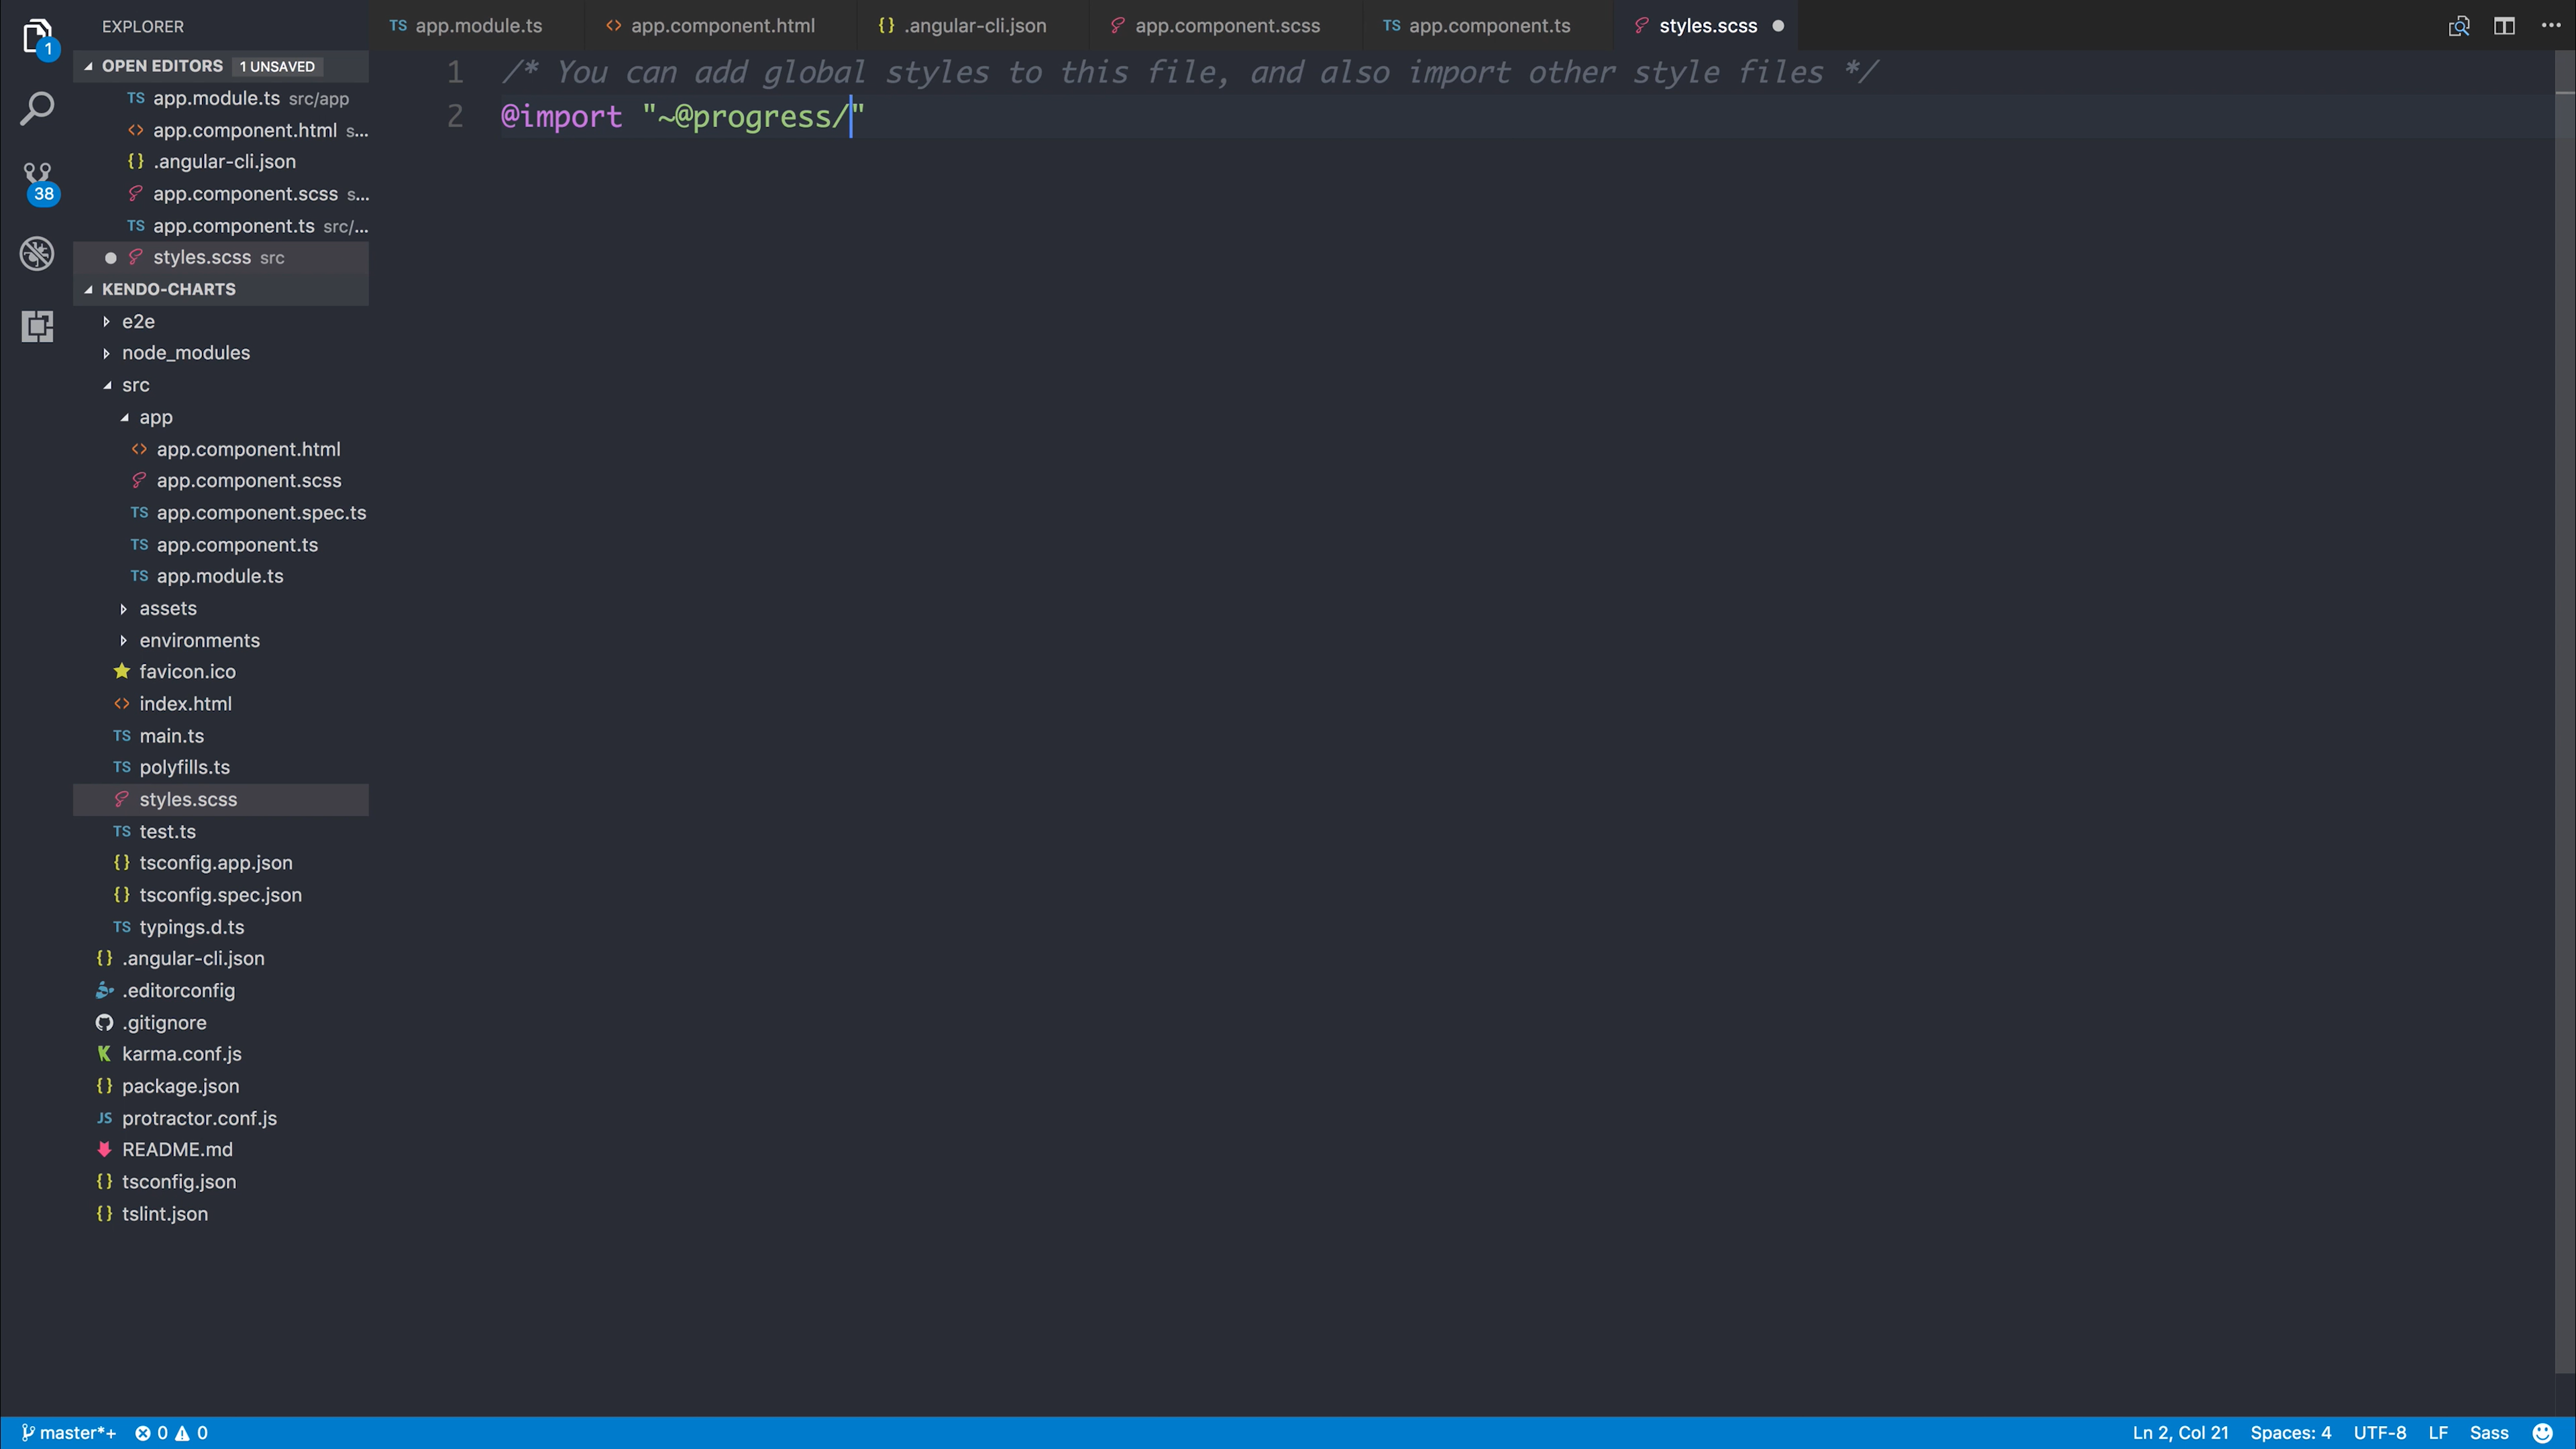 EXPLORER
OPEN EDITORS 1 UNSAVED
TS app.module.ts src/app
<> app.component.html s...
{} .angular-cli.json
app.component.scss s...
TS app.component.ts src/...
styles.scss src
KENDO-CHARTS
e2e
node_modules
src
app
<> app.component.html
app.component.scss
TS app.component.spec.ts
TS app.component.ts
TS app.module.ts
assets
environments
favicon.ico
<> index.html
TS main.ts
TS polyfills.ts
styles.scss
TS test.ts
{} tsconfig.app.json
{} tsconfig.spec.json
TS typings.d.ts
{} .angular-cli.json
.editorconfig
.gitignore
K karma.conf.js
{} package.json
JS protractor.conf.js
README.md
{} tsconfig.json
{} tslint.json
1
38
TS app.module.ts <> app.component.html {} .angular-cli.json app.component.scss TS app.component.ts styles.scss
1 /* You can add global styles to this file, and also import other style files */
2 @import "~@progress/"
master*+ 0 0 Ln 2, Col 21 Spaces: 4 UTF-8 LF Sass